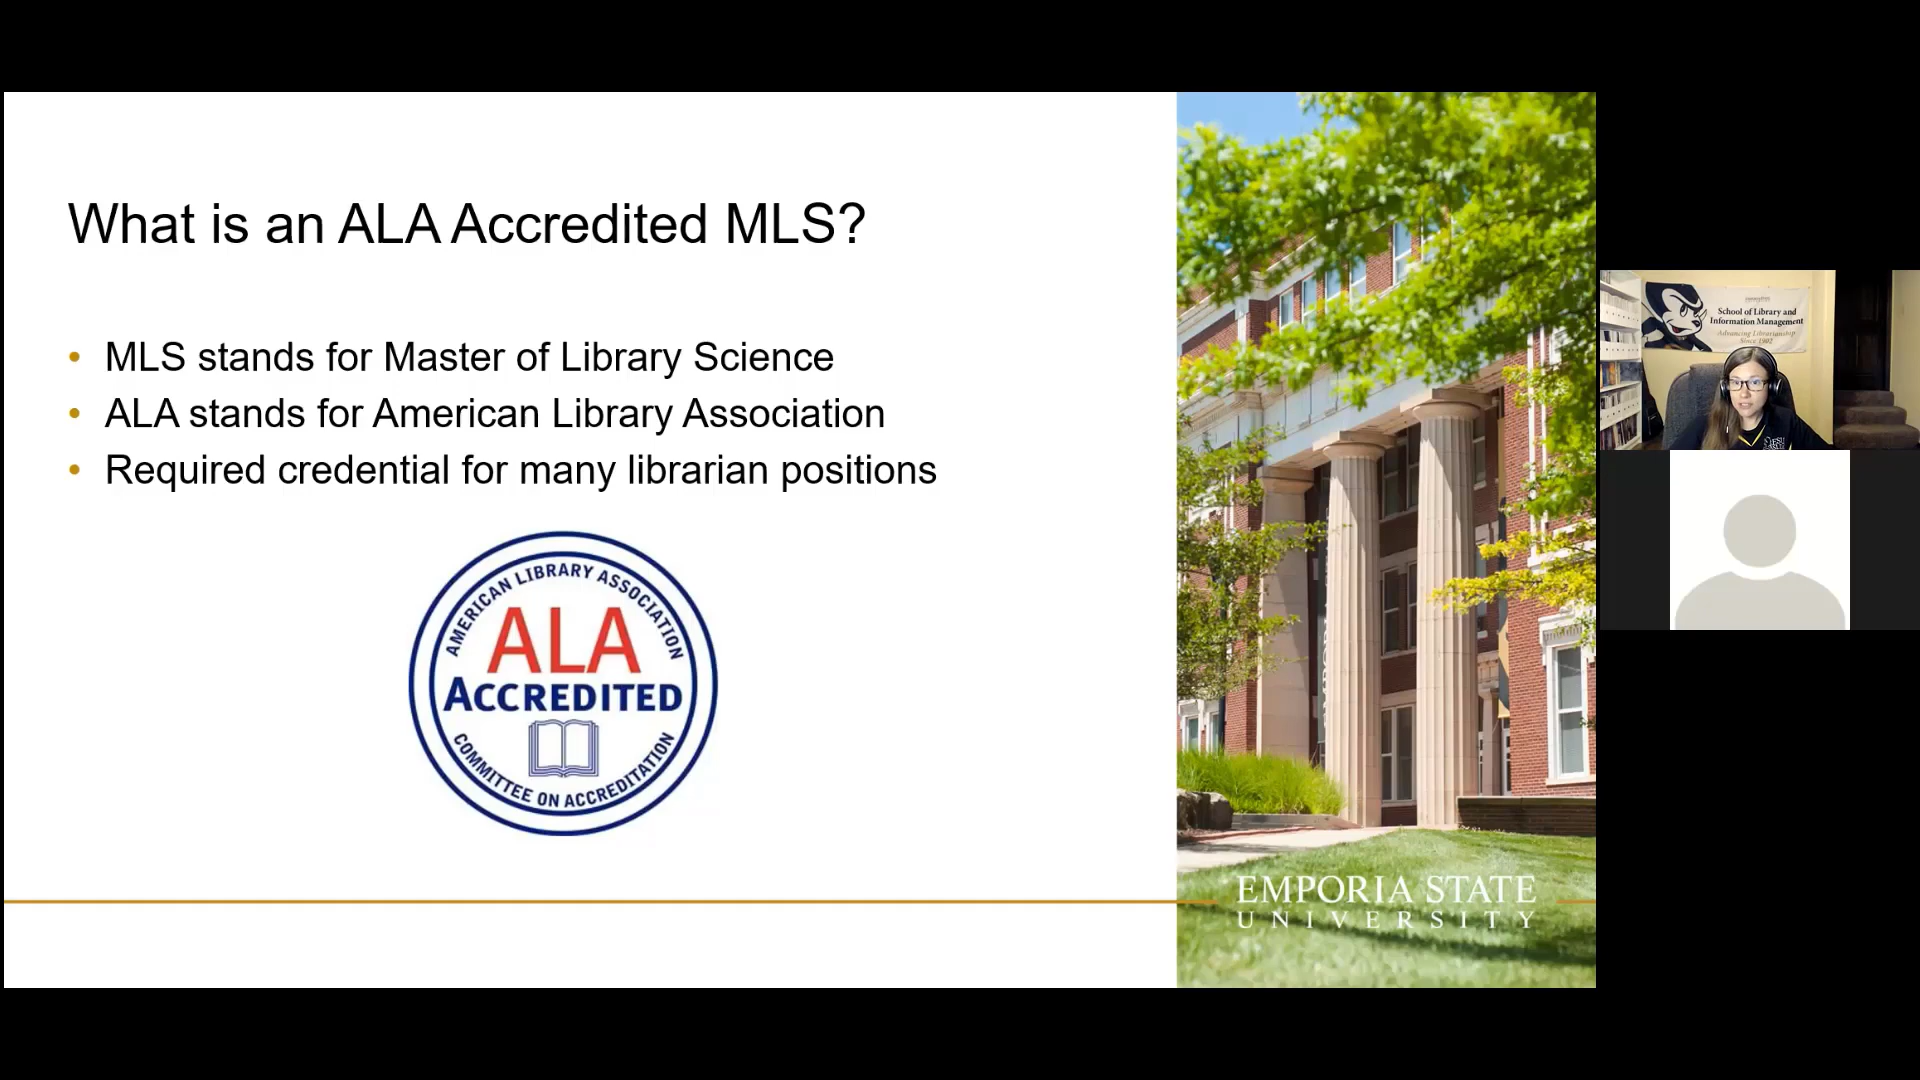 What is an ALA Accredited MLS?
• MLS stands for Master of Library Science
• ALA stands for American Library Association
• Required credential for many librarian positions
AMERICAN LIBRARY ASSOCIATION
ALA
ACCREDITED
COMMITTEE ON ACCREDITATION
EMPORIA STATE
UNIVERSITY
School of Library and
Information Management
Advancing Librarianship
Since 1902